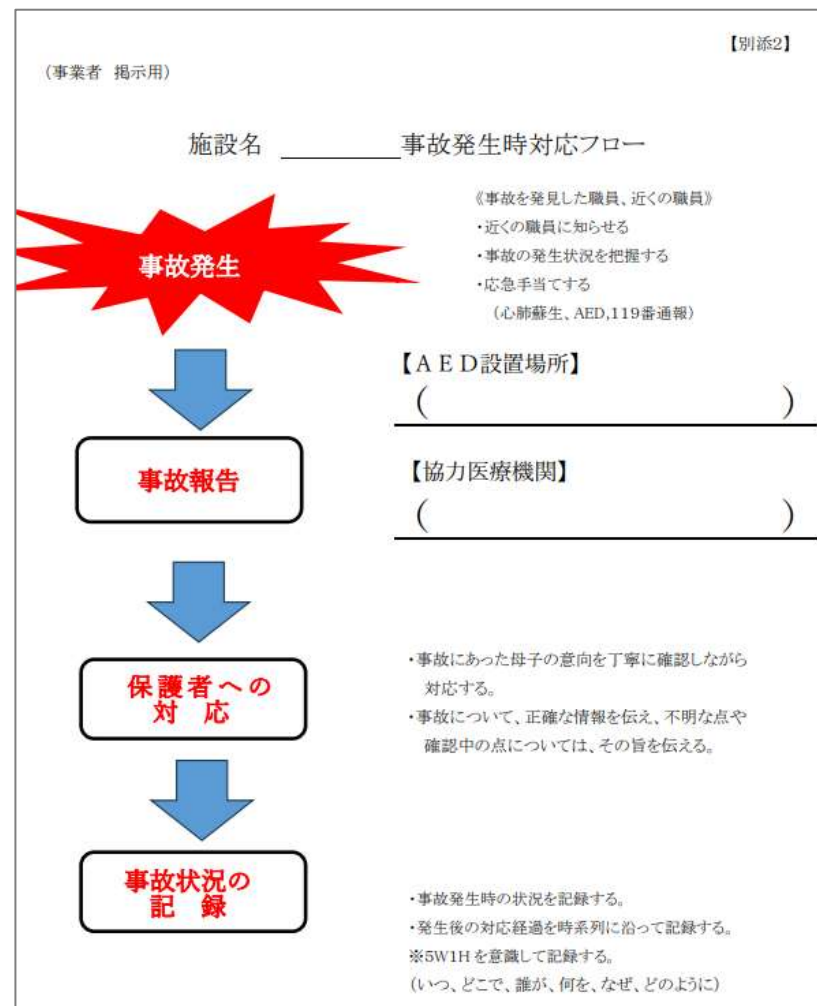 【別添2】
（事業者 掲示用）
施設名 ________事故発生時対応フロー
《事故を発見した職員、近くの職員》
・近くの職員に知らせる
・事故の発生状況を把握する
・応急手当てする
（心肺蘇生、AED,119番通報）
事故発生
【ＡＥＤ設置場所】
（　　　　　　　　　　）
事故報告
【協力医療機関】
（　　　　　　　　　　）
保護者への
対 応
・事故にあった母子の意向を丁寧に確認しながら
対応する。
・事故について、正確な情報を伝え、不明な点や
確認中の点については、その旨を伝える。
事故状況の
記 録
・事故発生時の状況を記録する。
・発生後の対応経過を時系列に沿って記録する。
※5W1Hを意識して記録する。
(いつ、どこで、誰が、何を、なぜ、どのように)